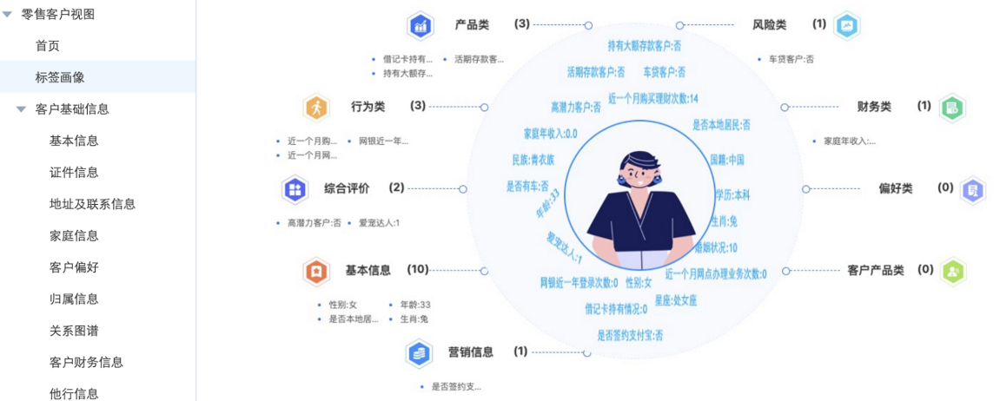 零售客户视图
首页
标签画像
客户基础信息
基本信息
证件信息
地址及联系信息
家庭信息
客户偏好
归属信息
关系图谱
客户财务信息
他行信息
产品类 (3)
借记卡持有... 活期存款客...
持有大额存...
行为类 (3)
近一个月购... 网银近一年...
近一个月网...
综合评价 (2)
高潜力客户:否 爱宠达人:1
基本信息 (10)
性别:女 年龄:33
是否本地居... 生肖:兔
营销信息 (1)
是否签约支...
持有大额存款客户:否
活期存款客户:否 车贷客户:否
近一个月购买理财次数:14
高潜力客户:否
是否本地居民:否
家庭年收入:0.0
民族:青衣族
国籍:中国
是否有车:否
学历:本科
年龄:33
生肖:兔
爱宠达人:1
婚姻状况:10
近一个月网点办理业务次数:0
网银近一年登录次数:0 性别:女
星座:处女座
借记卡持有情况:0
是否签约支付宝:否
风险类 (1)
车贷客户:否
财务类 (1)
家庭年收入:...
偏好类 (0)
客户产品类 (0)